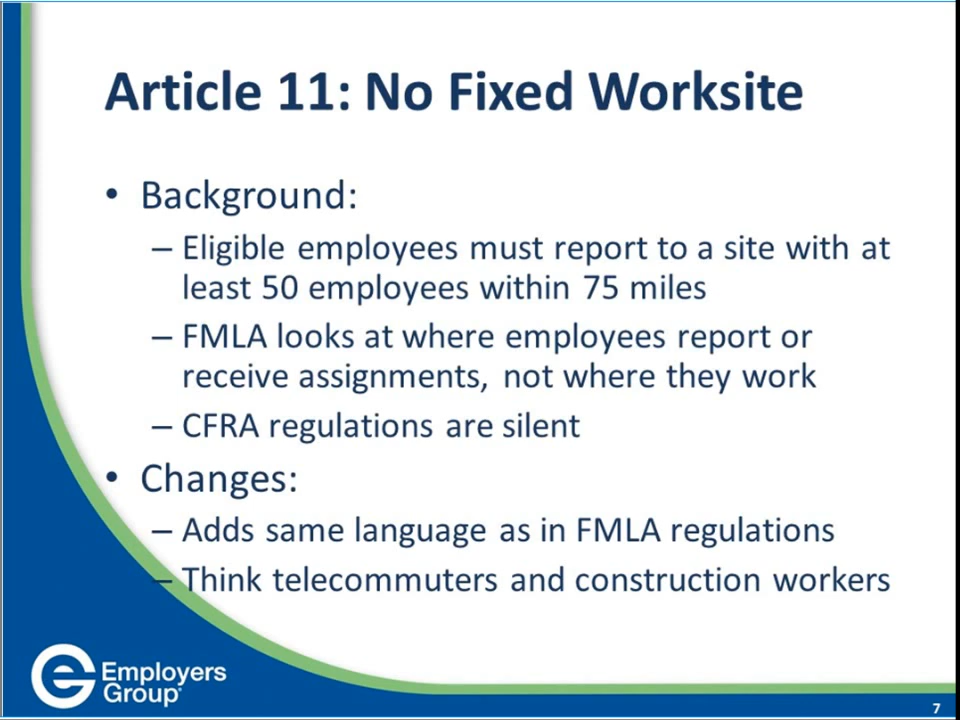 Article 11: No Fixed Worksite
• Background:
– Eligible employees must report to a site with at
least 50 employees within 75 miles
– FMLA looks at where employees report or
receive assignments, not where they work
– CFRA regulations are silent
• Changes:
– Adds same language as in FMLA regulations
– Think telecommuters and construction workers
Employers
Group
7